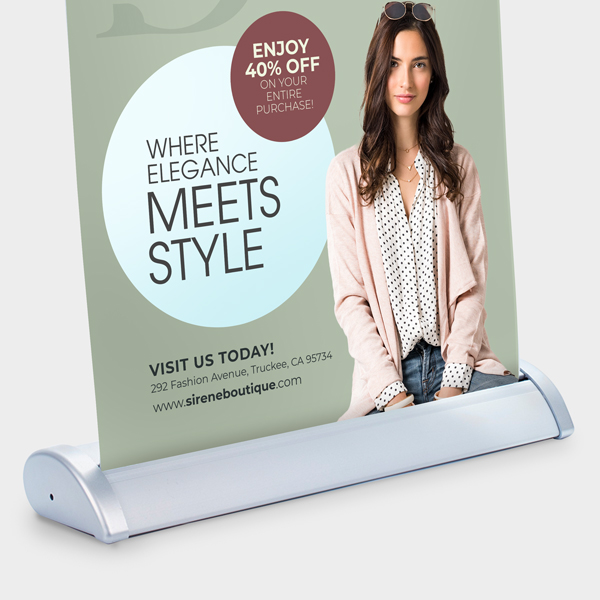 ENJOY
40% OFF
ON YOUR
ENTIRE
PURCHASE!
WHERE
ELEGANCE
MEETS
STYLE
VISIT US TODAY!
292 Fashion Avenue, Truckee, CA 95734
www.sireneboutique.com